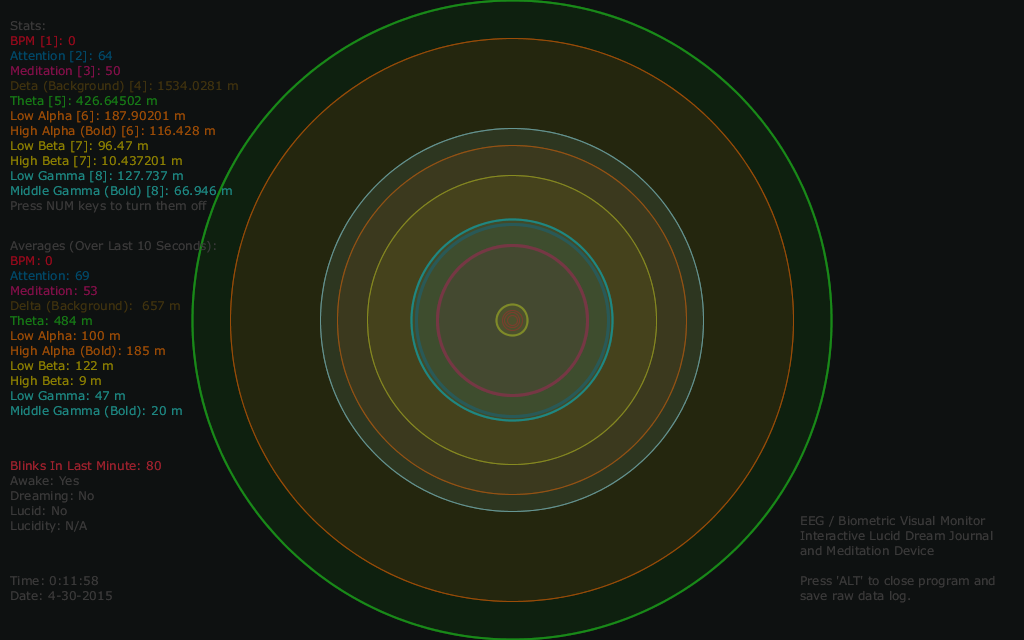 Stats:
BPM [1]: 0
Attention [2]: 64
Meditation [3]: 50
Deta (Background) [4]: 1534.0281 m
Theta [5]: 426.64502 m
Low Alpha [6]: 187.90201 m
High Alpha (Bold) [6]: 116.428 m
Low Beta [7]: 96.47 m
High Beta [7]: 10.437201 m
Low Gamma [8]: 127.737 m
Middle Gamma (Bold) [8]: 66.946 m
Press NUM keys to turn them off
Averages (Over Last 10 Seconds):
BPM: 0
Attention: 69
Meditation: 53
Delta (Background): 657 m
Theta: 484 m
Low Alpha: 100 m
High Alpha (Bold): 185 m
Low Beta: 122 m
High Beta: 9 m
Low Gamma: 47 m
Middle Gamma (Bold): 20 m
Blinks In Last Minute: 80
Awake: Yes
Dreaming: No
Lucid: No
Lucidity: N/A
Time: 0:11:58
Date: 4-30-2015
EEG / Biometric Visual Monitor
Interactive Lucid Dream Journal
and Meditation Device
Press 'ALT' to close program and
save raw data log.